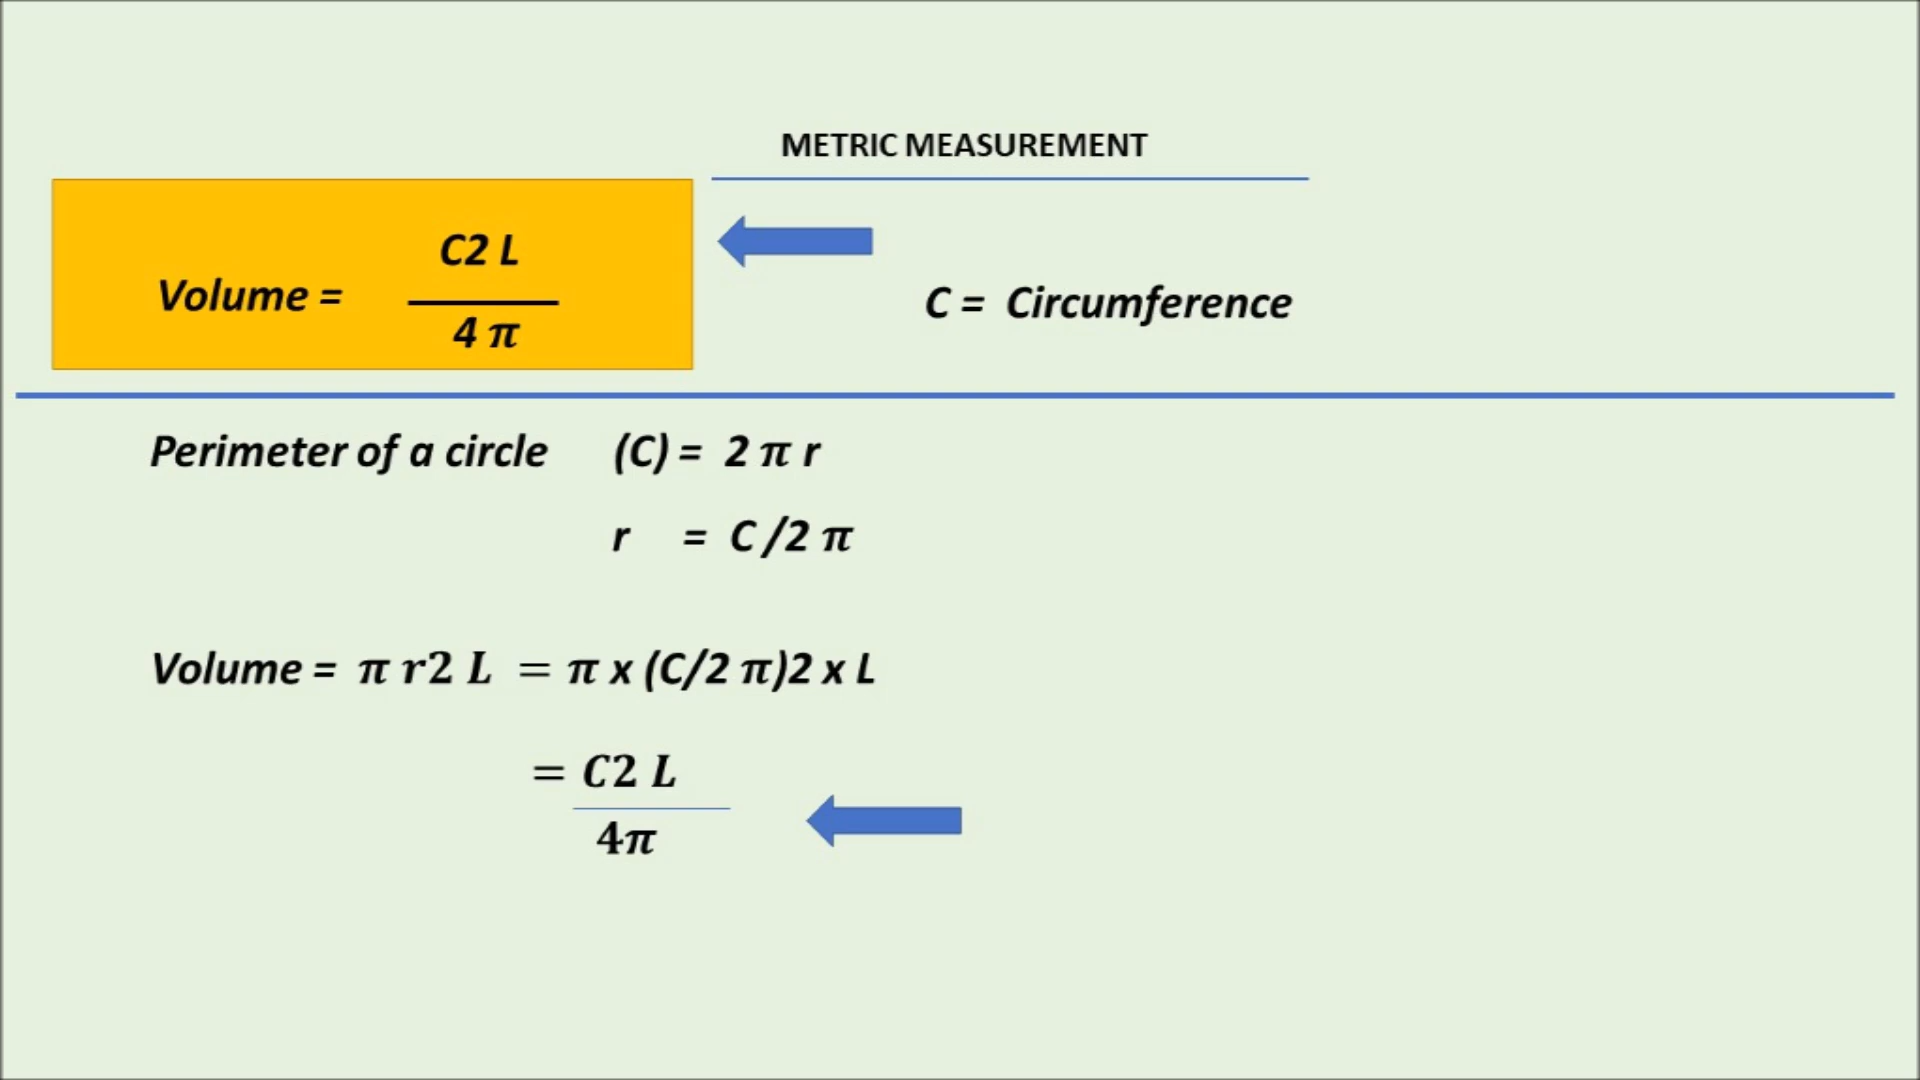 METRIC MEASUREMENT
C2 L
Volume =
4 π
C = Circumference
Perimeter of a circle (C) = 2 π r
r = C /2 π
Volume = π r2 L = π x (C/2 π)2 x L
= C2 L
4π